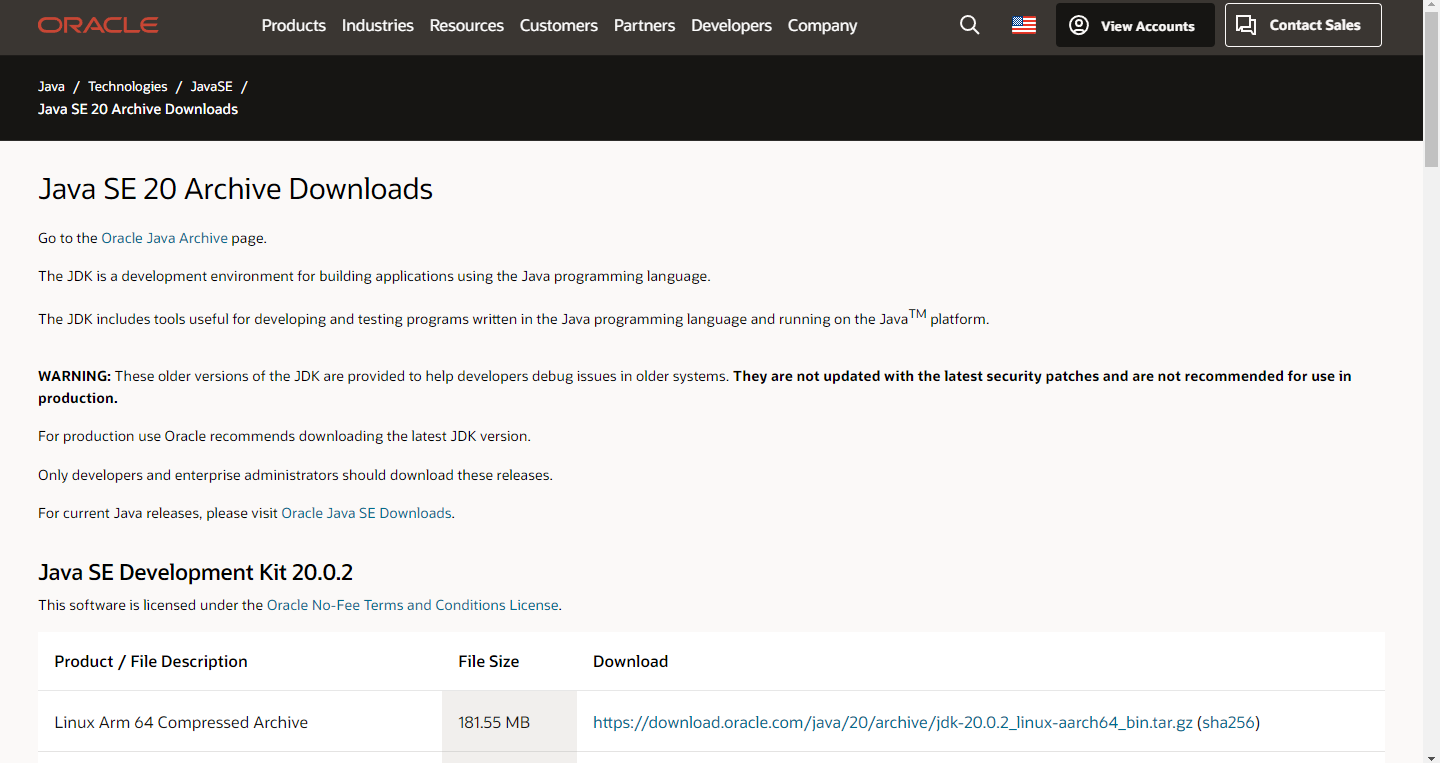 ORACLE
Products Industries Resources Customers Partners Developers Company
View Accounts
Contact Sales
Java / Technologies / JavaSE /
Java SE 20 Archive Downloads
Java SE 20 Archive Downloads
Go to the Oracle Java Archive page.
The JDK is a development environment for building applications using the Java programming language.
The JDK includes tools useful for developing and testing programs written in the Java programming language and running on the Java™ platform.
WARNING: These older versions of the JDK are provided to help developers debug issues in older systems. They are not updated with the latest security patches and are not recommended for use in
production.
For production use Oracle recommends downloading the latest JDK version.
Only developers and enterprise administrators should download these releases.
For current Java releases, please visit Oracle Java SE Downloads.
Java SE Development Kit 20.0.2
This software is licensed under the Oracle No-Fee Terms and Conditions License.
Product / File Description File Size Download
Linux Arm 64 Compressed Archive 181.55 MB https://download.oracle.com/java/20/archive/jdk-20.0.2_linux-aarch64_bin.tar.gz (sha256)